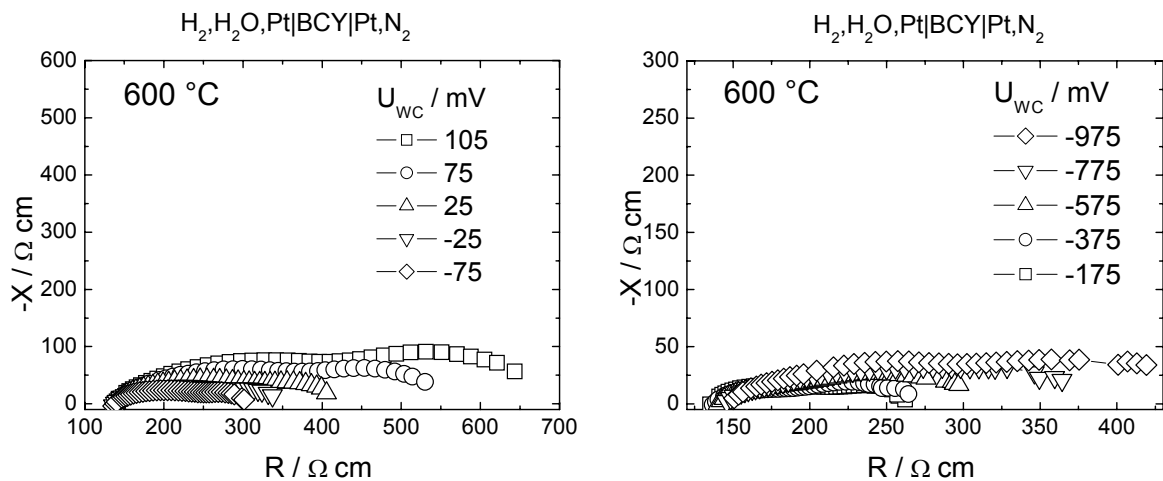 H2,H2O,Pt|BCY|Pt,N2
600 °C
UWC / mV
105
75
25
-25
-75
600
500
400
300
200
100
0
-X / Ω cm
100 200 300 400 500 600 700
R / Ω cm
H2,H2O,Pt|BCY|Pt,N2
600 °C
UWC / mV
-975
-775
-575
-375
-175
300
250
200
150
100
50
0
-X / Ω cm
150 200 250 300 350 400
R / Ω cm